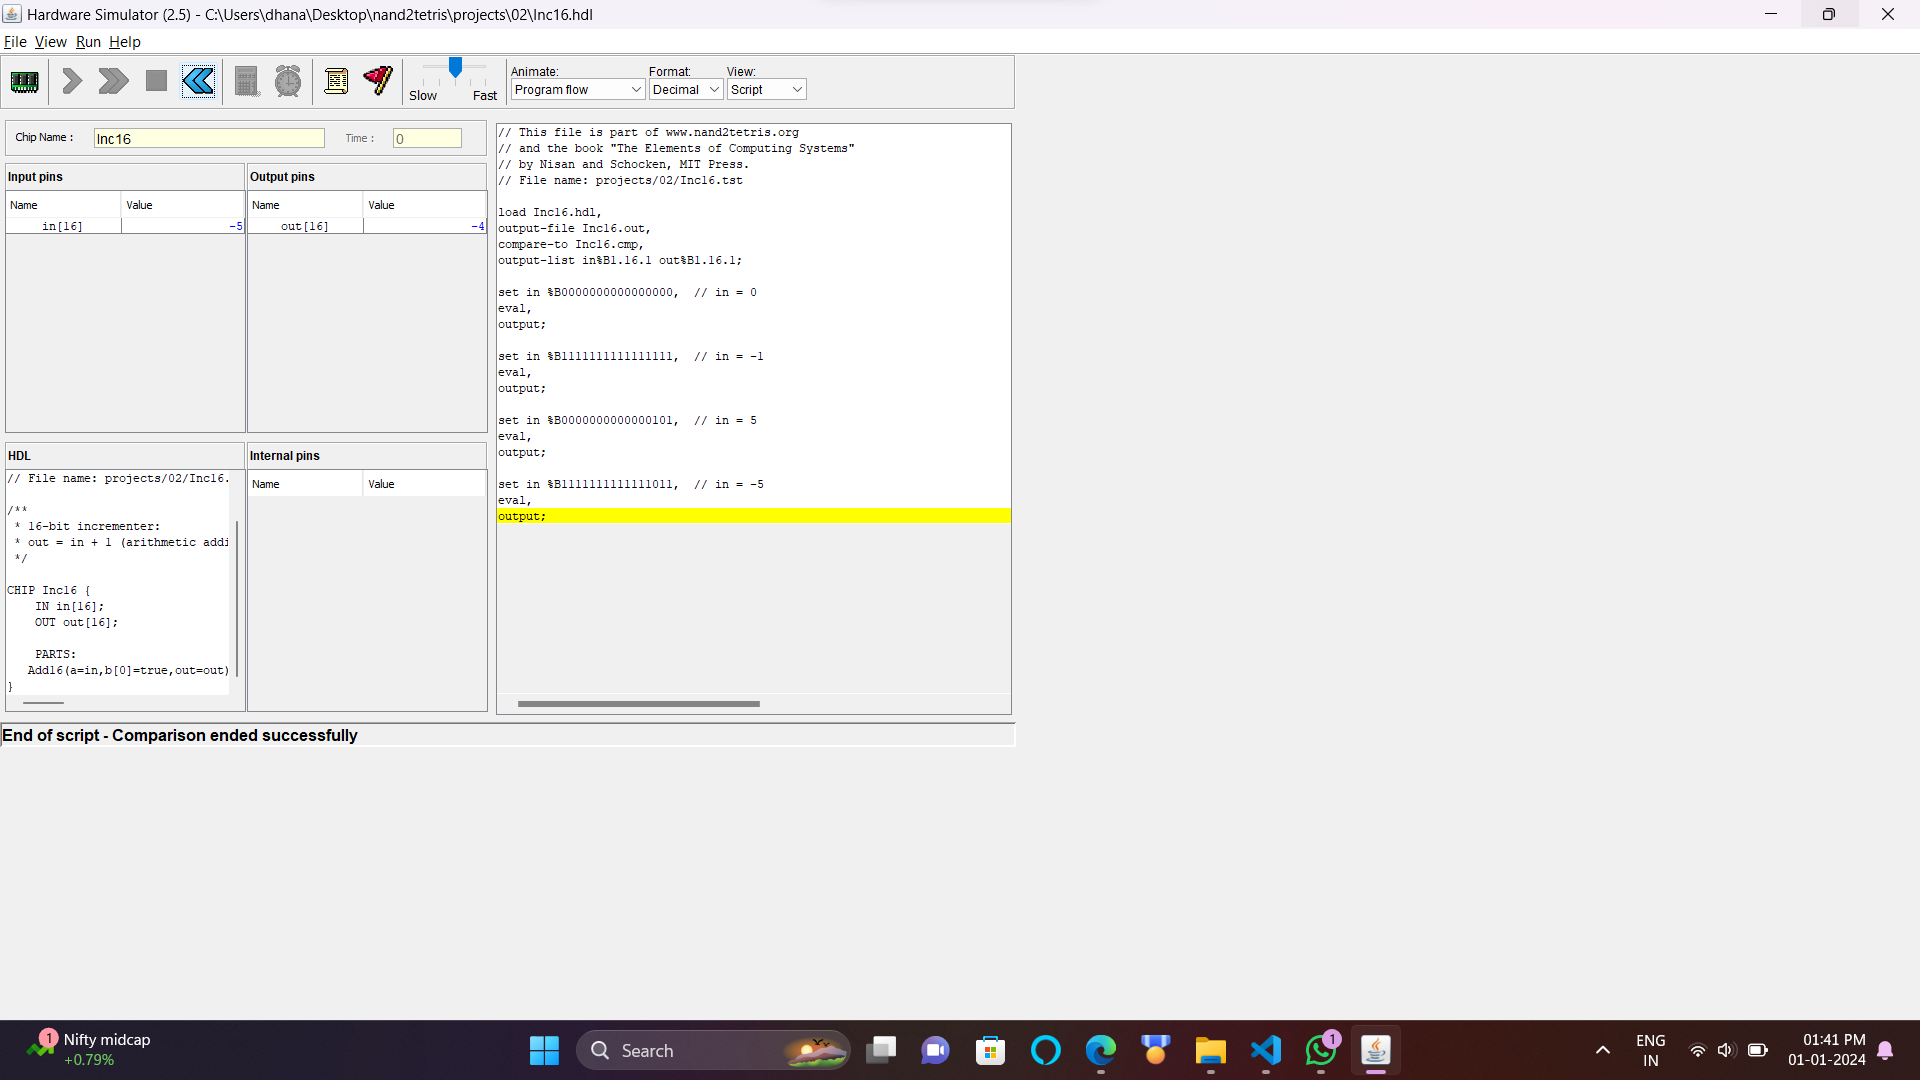 Hardware Simulator (2.5) - C:\Users\dhana\Desktop\nand2tetris\projects\02\Inc16.hdl
File View Run Help
Slow Fast
Animate: Format: View:
Program flow Decimal Script
Chip Name : Inc16 Time : 0
Input pins
Name Value
in[16] -5
Output pins
Name Value
out[16] -4
HDL
// File name: projects/02/Inc16.
/**
* 16-bit incrementer:
* out = in + 1 (arithmetic addi
*/
CHIP Inc16 {
IN in[16];
OUT out[16];
PARTS:
Add16(a=in,b[0]=true,out=out)
}
Internal pins
Name Value
// This file is part of www.nand2tetris.org
// and the book "The Elements of Computing Systems"
// by Nisan and Schocken, MIT Press.
// File name: projects/02/Inc16.tst
load Inc16.hdl,
output-file Inc16.out,
compare-to Inc16.cmp,
output-list in%B1.16.1 out%B1.16.1;
set in %B0000000000000000,  // in = 0
eval,
output;
set in %B1111111111111111,  // in = -1
eval,
output;
set in %B0000000000000101,  // in = 5
eval,
output;
set in %B1111111111111011,  // in = -5
eval,
output;
End of script - Comparison ended successfully
1 Nifty midcap
+0.79%
Search
1
ENG
IN
01:41 PM
01-01-2024